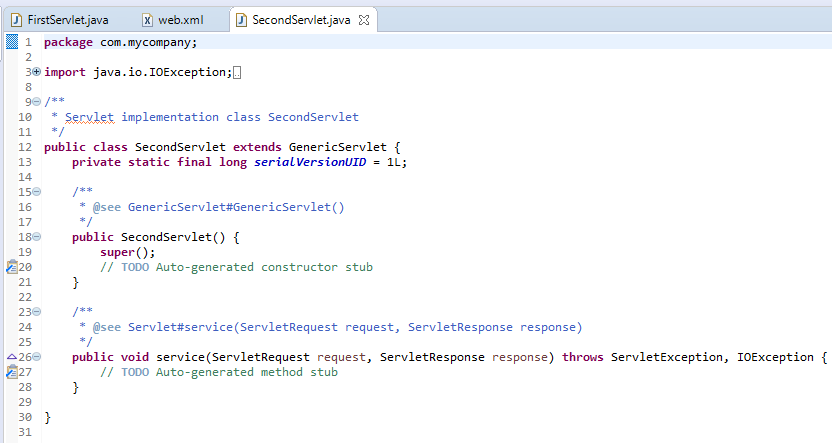 FirstServlet.java web.xml SecondServlet.java
1 package com.mycompany;
2
3 import java.io.IOException;
8
9 /**
10 * Servlet implementation class SecondServlet
11 */
12 public class SecondServlet extends GenericServlet {
13 private static final long serialVersionUID = 1L;
14
15 /**
16 * @see GenericServlet#GenericServlet()
17 */
18 public SecondServlet() {
19 super();
20 // TODO Auto-generated constructor stub
21 }
22
23 /**
24 * @see Servlet#service(ServletRequest request, ServletResponse response)
25 */
26 public void service(ServletRequest request, ServletResponse response) throws ServletException, IOException {
27 // TODO Auto-generated method stub
28 }
29
30 }
31